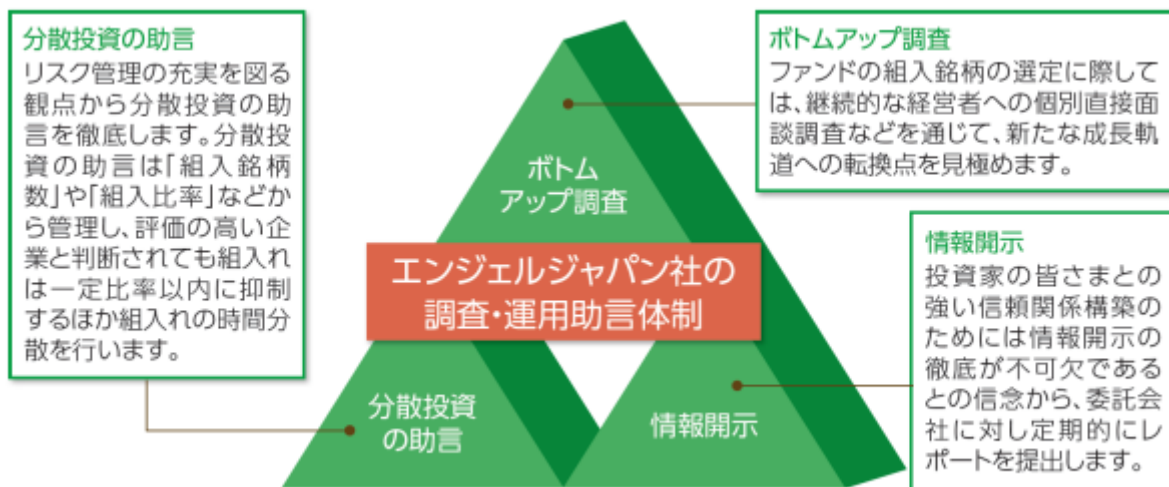 分散投資の助言
リスク管理の充実を図る
観点から分散投資の助
言を徹底します。分散投
資の助言は「組入銘柄
数」や「組入比率」などか
ら管理し、評価の高い企
業と判断されても組入れ
は一定比率以内に抑制
するほか組入れの時間分
散を行います。
ボトムアップ調査
ファンドの組入銘柄の選定に際して
は、継続的な経営者への個別直接面
談調査などを通じて、新たな成長軌
道への転換点を見極めます。
ボトム
アップ調査
エンジェルジャパン社の
調査・運用助言体制
分散投資
の助言
情報開示
情報開示
投資家の皆さまとの
強い信頼関係構築の
ためには情報開示の
徹底が不可欠である
との信念から、委託会
社に対し定期的にレ
ポートを提出します。